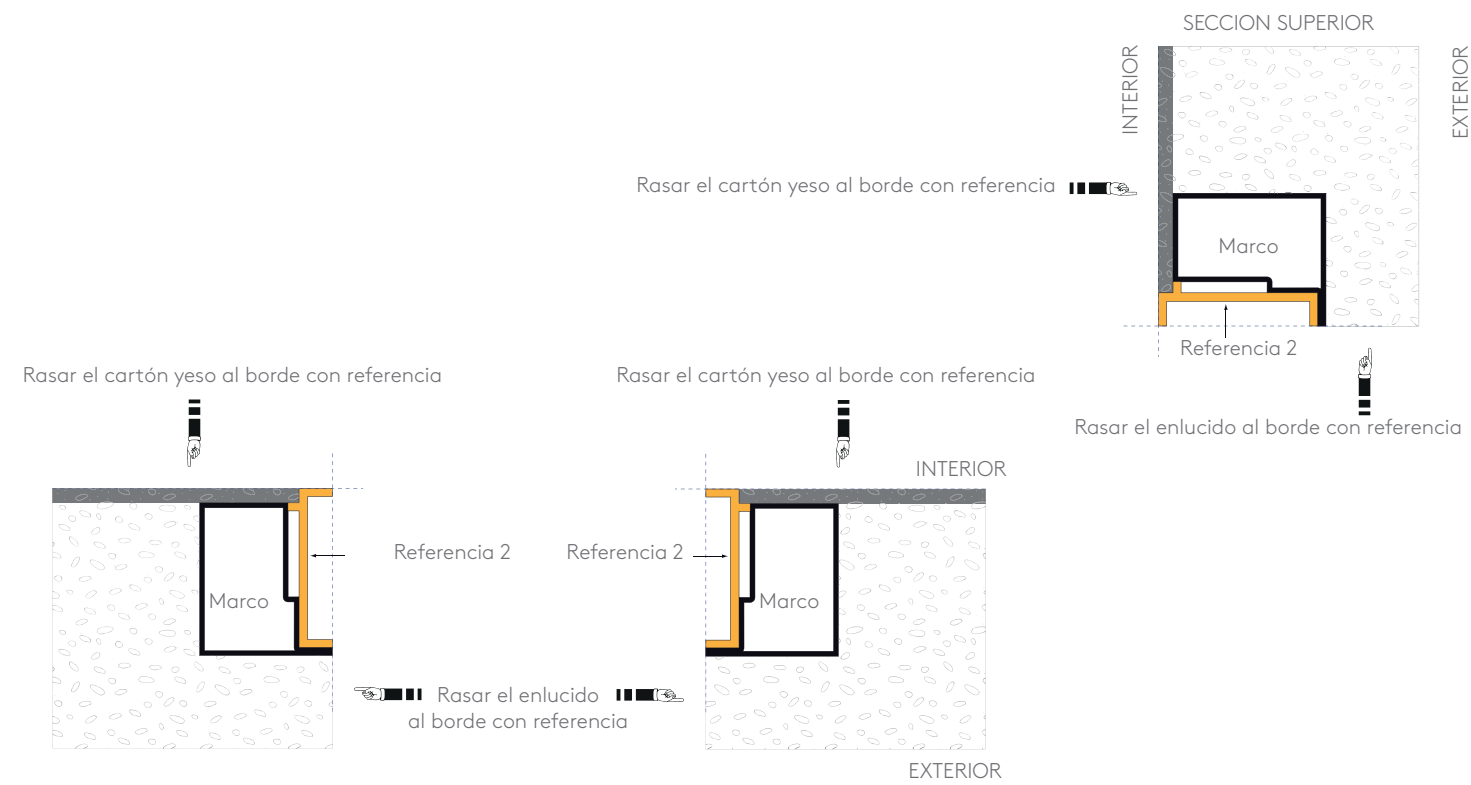 SECCION SUPERIOR
INTERIOR
EXTERIOR
Rasar el cartón yeso al borde con referencia
Marco
Referencia 2
Rasar el enlucido al borde con referencia
Rasar el cartón yeso al borde con referencia
Rasar el cartón yeso al borde con referencia
INTERIOR
Referencia 2
Referencia 2
Marco
Marco
Rasar el enlucido
al borde con referencia
EXTERIOR